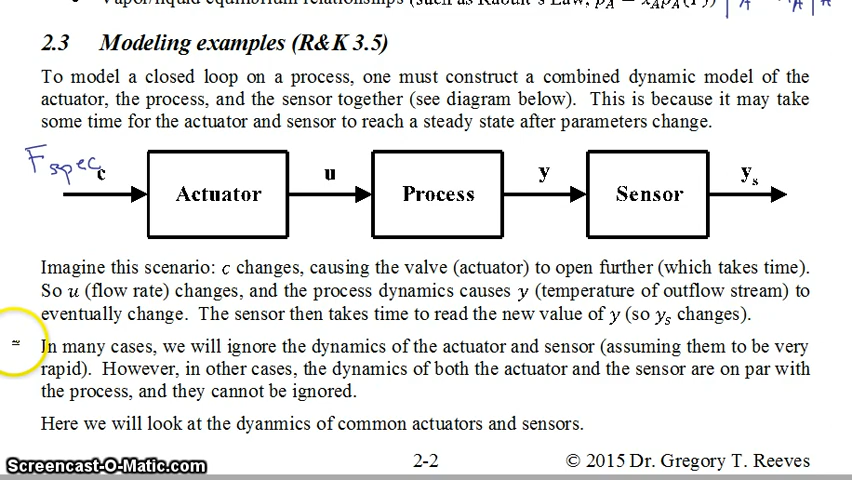 Vapor/liquid equilibrium relationships (such as Raoult's Law,
2.3 Modeling examples (R&K 3.5)
To model a closed loop on a process, one must construct a combined dynamic model of the
actuator, the process, and the sensor together (see diagram below). This is because it may take
some time for the actuator and sensor to reach a steady state after parameters change.
Fspec
c
Actuator
u
Process
y
Sensor
ys
Imagine this scenario: c changes, causing the valve (actuator) to open further (which takes time).
So u (flow rate) changes, and the process dynamics causes y (temperature of outflow stream) to
eventually change. The sensor then takes time to read the new value of y (so ys changes).
In many cases, we will ignore the dynamics of the actuator and sensor (assuming them to be very
rapid). However, in other cases, the dynamics of both the actuator and the sensor are on par with
the process, and they cannot be ignored.
Here we will look at the dyanmics of common actuators and sensors.
Screencast-O-Matic.com
2-2
© 2015 Dr. Gregory T. Reeves